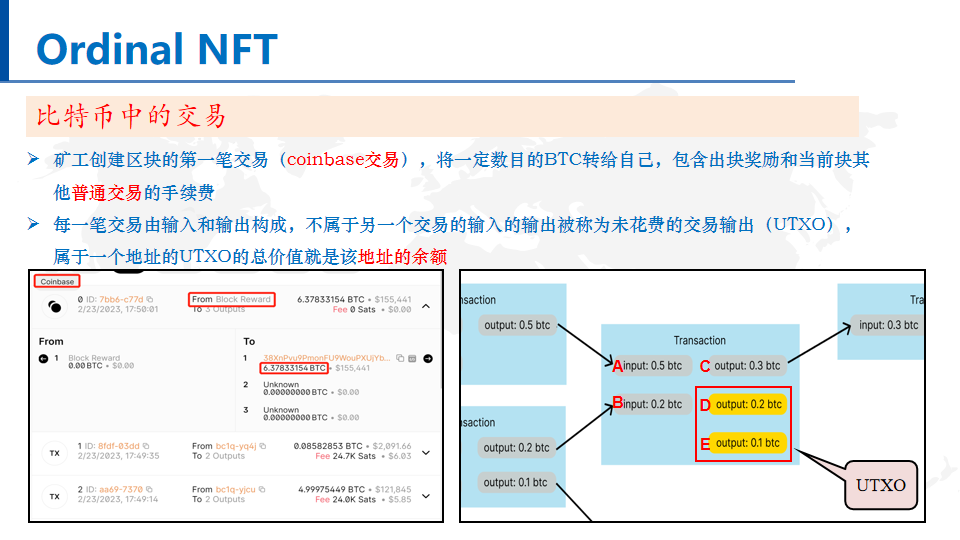 Ordinal NFT
比特币中的交易
➢ 矿工创建区块的第一笔交易（coinbase交易），将一定数目的BTC转给自己，包含出块奖励和当前块其
他普通交易的手续费
➢ 每一笔交易由输入和输出构成，不属于另一个交易的输入的输出被称为未花费的交易输出（UTXO），
属于一个地址的UTXO的总价值就是该地址的余额
Coinbase
0 ID: 7bb6-c77d
2/23/2023, 17:50:01
From Block Reward
To 3 Outputs
6.37833154 BTC • $155,441
Fee 0 Sats • $0.00
From
1 Block Reward
0.00 BTC • $0.00
To
1 38XnPvu9PmonFU9WouPXUjYb...
6.37833154 BTC • $155,441
2 Unknown
0.00000000 BTC • $0.00
3 Unknown
0.00000000 BTC • $0.00
TX
1 ID: 8fdf-03dd
2/23/2023, 17:49:35
From bc1q-yq4j
To 2 Outputs
0.08582853 BTC • $2,091.66
Fee 24.7K Sats • $6.03
TX
2 ID: aa69-7370
2/23/2023, 17:49:14
From bc1q-yjcu
To 2 Outputs
4.99975449 BTC • $121,845
Fee 24.0K Sats • $5.85
nsaction
output: 0.5 btc
nsaction
output: 0.2 btc
output: 0.1 btc
Transaction
A input: 0.5 btc
C output: 0.3 btc
B input: 0.2 btc
D output: 0.2 btc
E output: 0.1 btc
Tra
input: 0.3 btc
UTXO